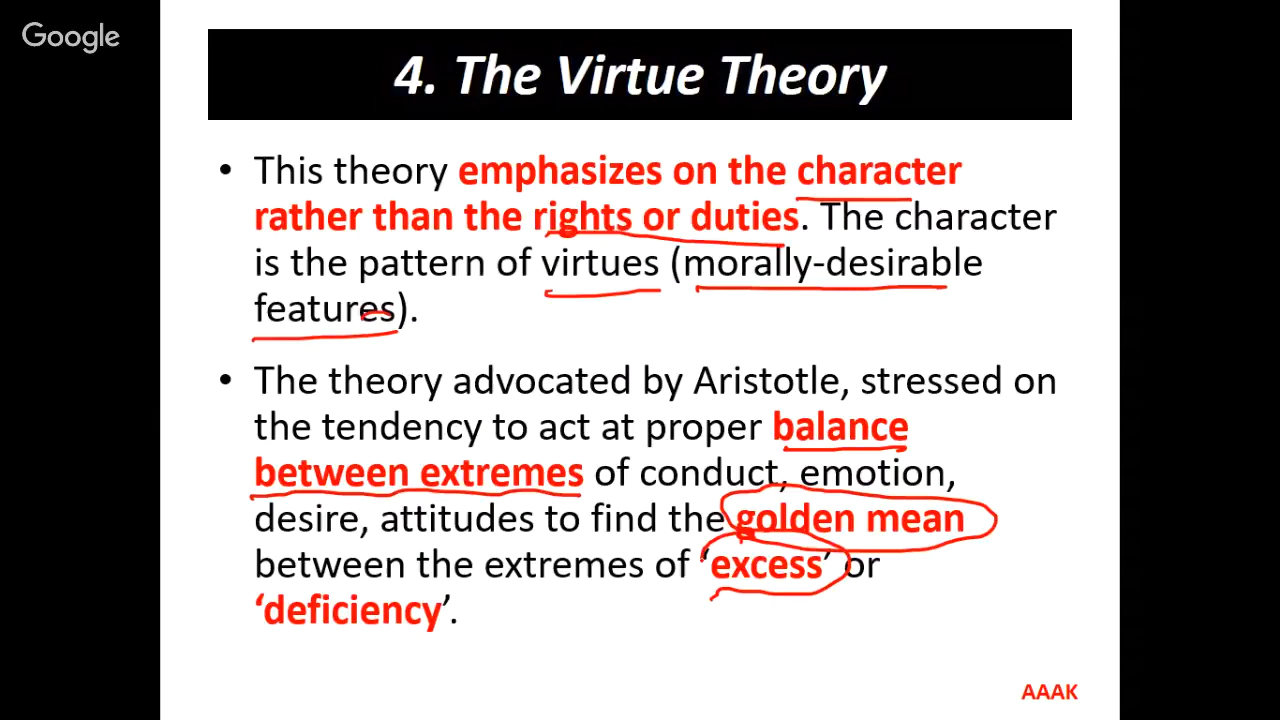 Google
4. The Virtue Theory
• This theory emphasizes on the character
rather than the rights or duties. The character
is the pattern of virtues (morally-desirable
features).
• The theory advocated by Aristotle, stressed on
the tendency to act at proper balance
between extremes of conduct, emotion,
desire, attitudes to find the golden mean
between the extremes of ‘excess’ or
‘deficiency’.
AAAK